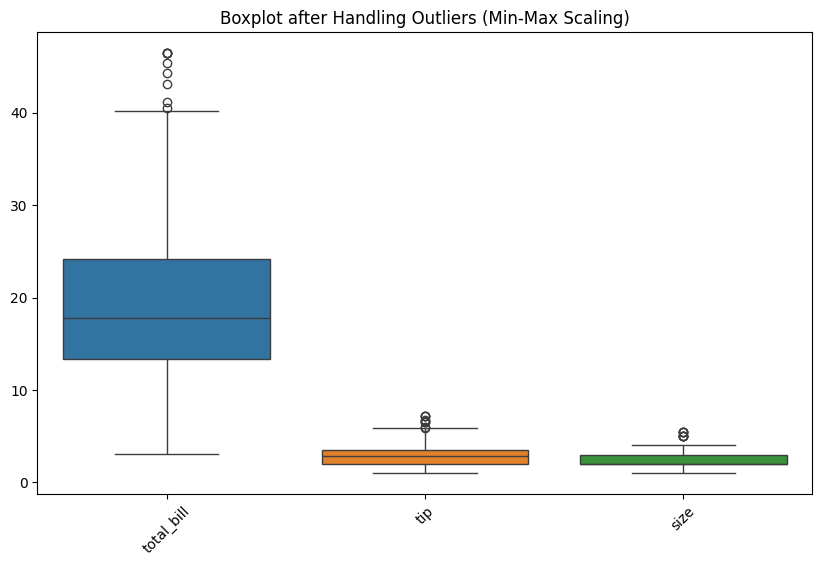 Boxplot after Handling Outliers (Min-Max Scaling)
40
30
20
10
0
total_bill
tip
size